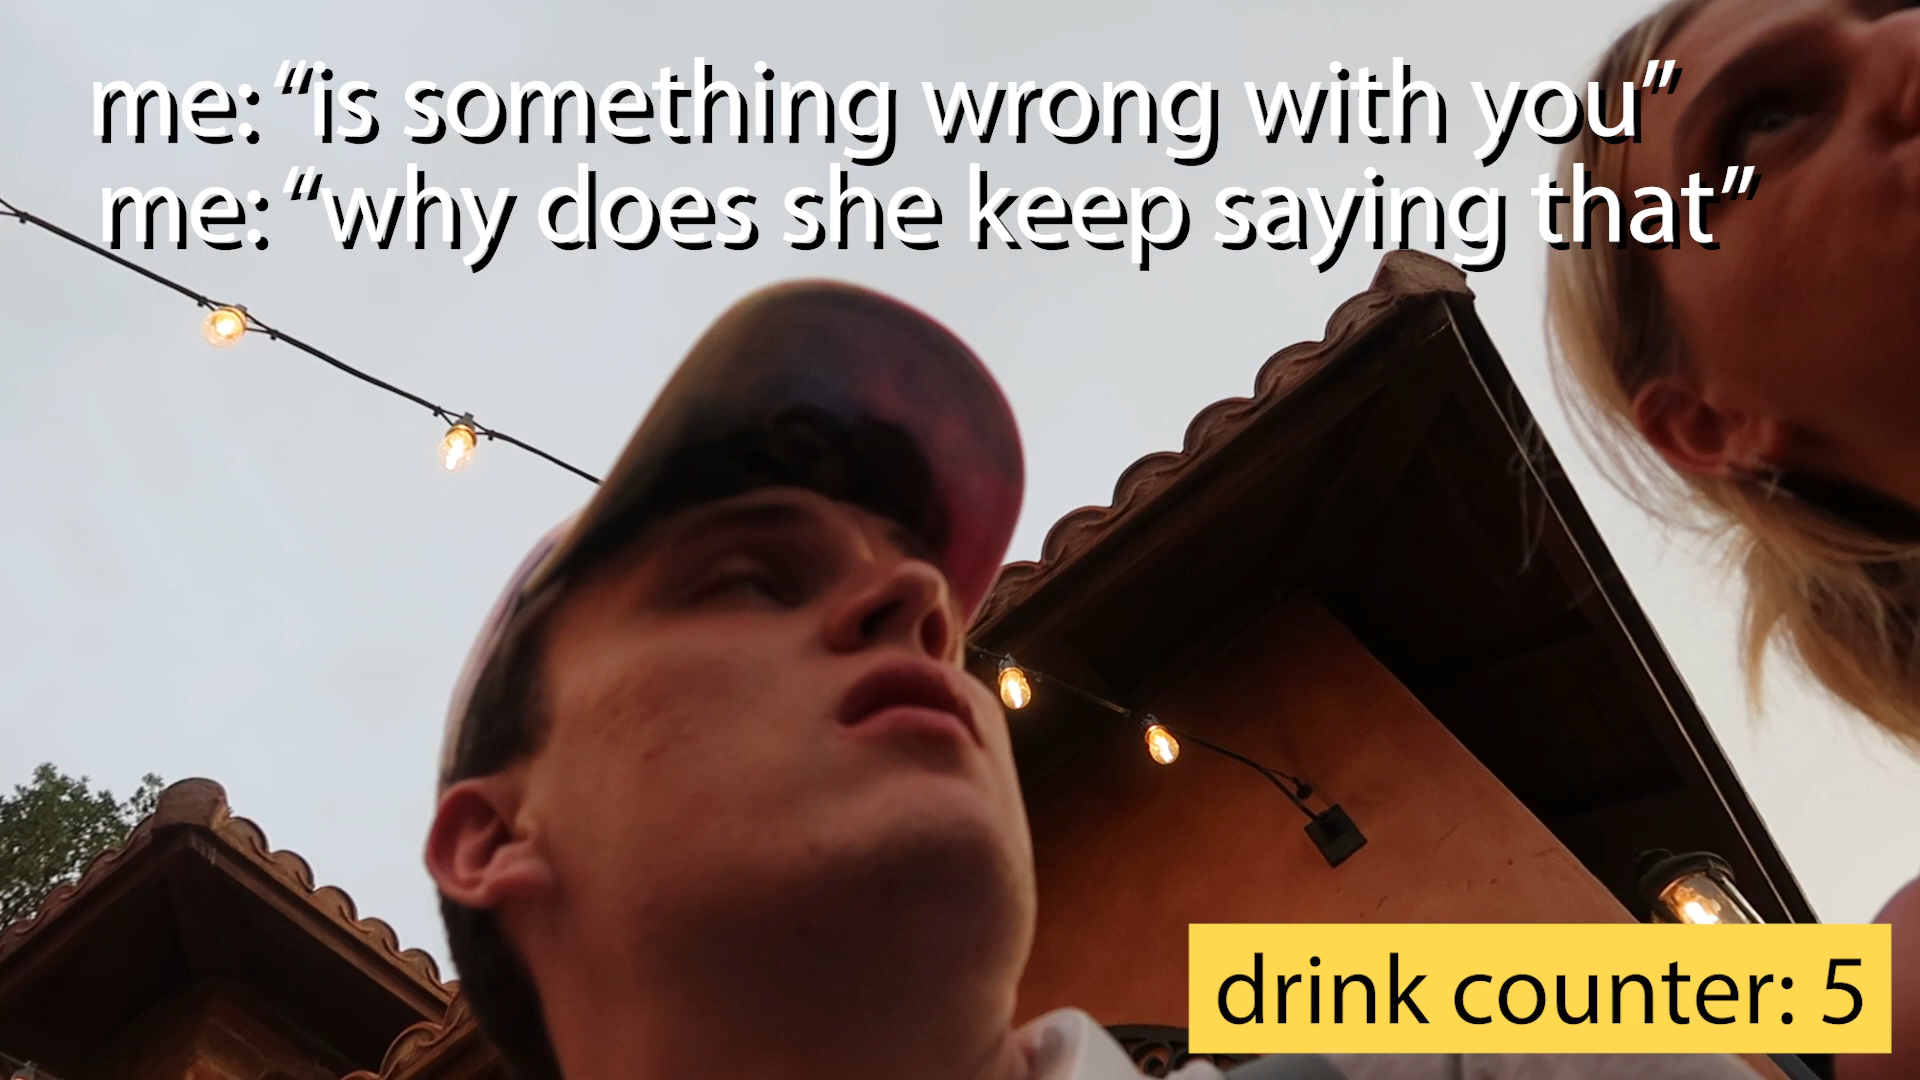 me: “is something wrong with you”
me: “why does she keep saying that”
drink counter: 5